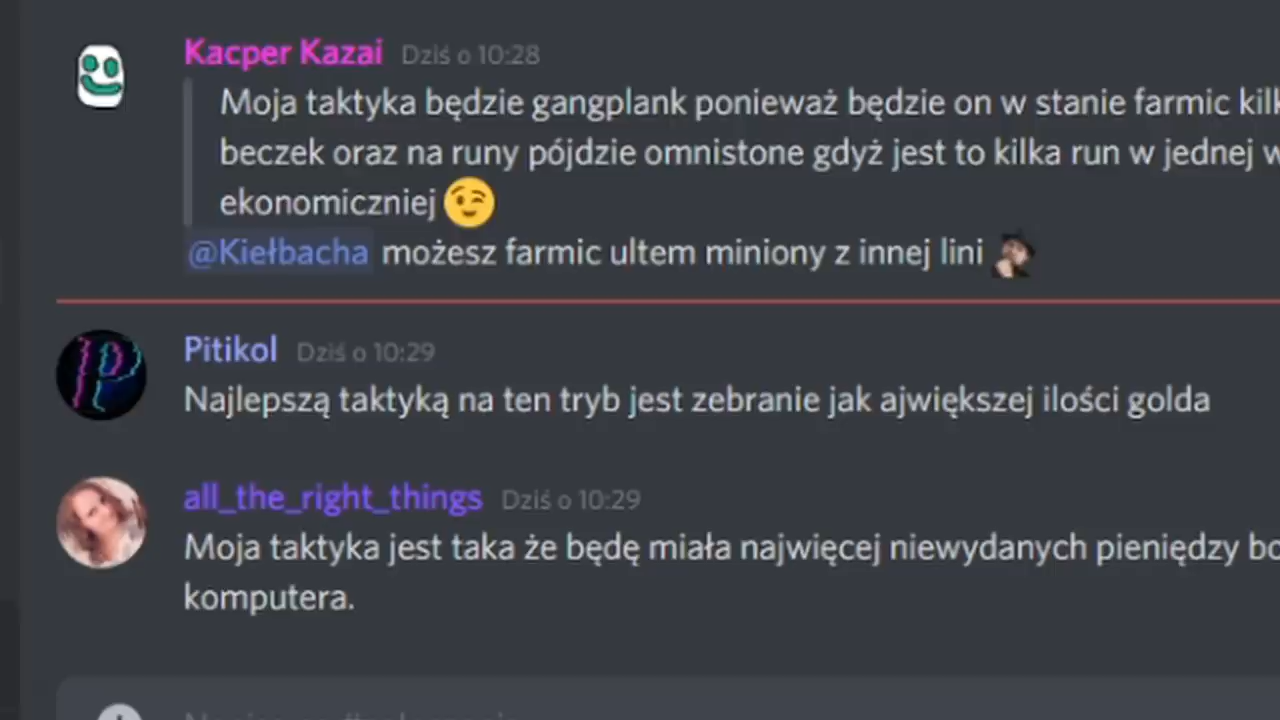 Kacper Kazai Dziś o 10:28
Moja taktyka będzie gangplank ponieważ będzie on w stanie farmic
beczek oraz na runy pójdzie omnistone gdyż jest to kilka run w jednej
ekonomiczniej
@Kiełbacha możesz farmic ultem miniony z innej lini
Pitikol Dziś o 10:29
Najlepszą taktyką na ten tryb jest zebranie jak ajwiększej ilości golda
all_the_right_things Dziś o 10:29
Moja taktyka jest taka że będę miała najwięcej niewydanych pieniędzy
komputera.